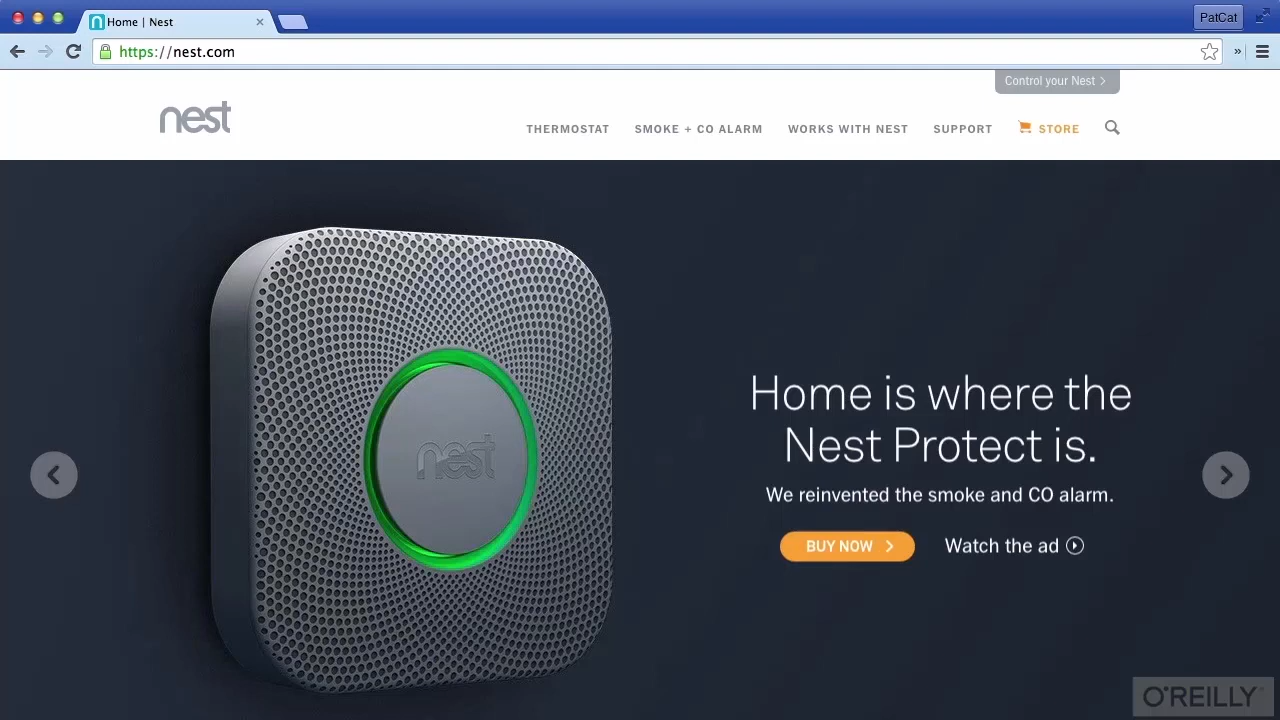 Home | Nest
PatCat
https://nest.com
»
Control your Nest
nest
THERMOSTAT
SMOKE + CO ALARM
WORKS WITH NEST
SUPPORT
STORE
nest
Home is where the
Nest Protect is.
We reinvented the smoke and CO alarm.
BUY NOW
Watch the ad
O'REILLY